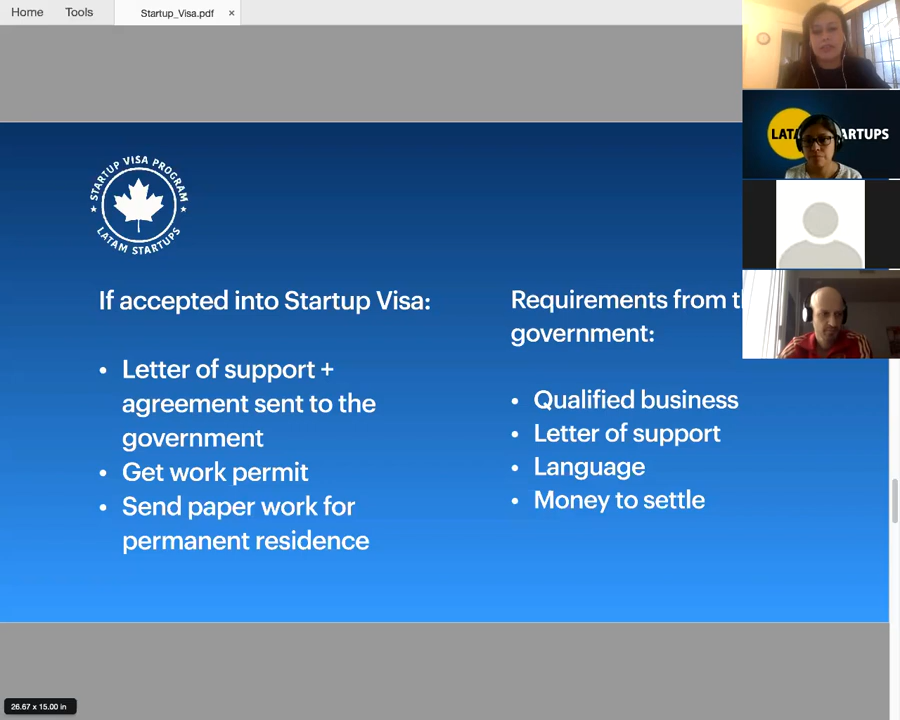 Home Tools Startup_Visa.pdf ×
STARTUP VISA PROGRAM
LATAM STARTUPS
If accepted into Startup Visa:
• Letter of support +
agreement sent to the
government
• Get work permit
• Send paper work for
permanent residence
Requirements from
government:
• Qualified business
• Letter of support
• Language
• Money to settle
26.67 x 15.00 in